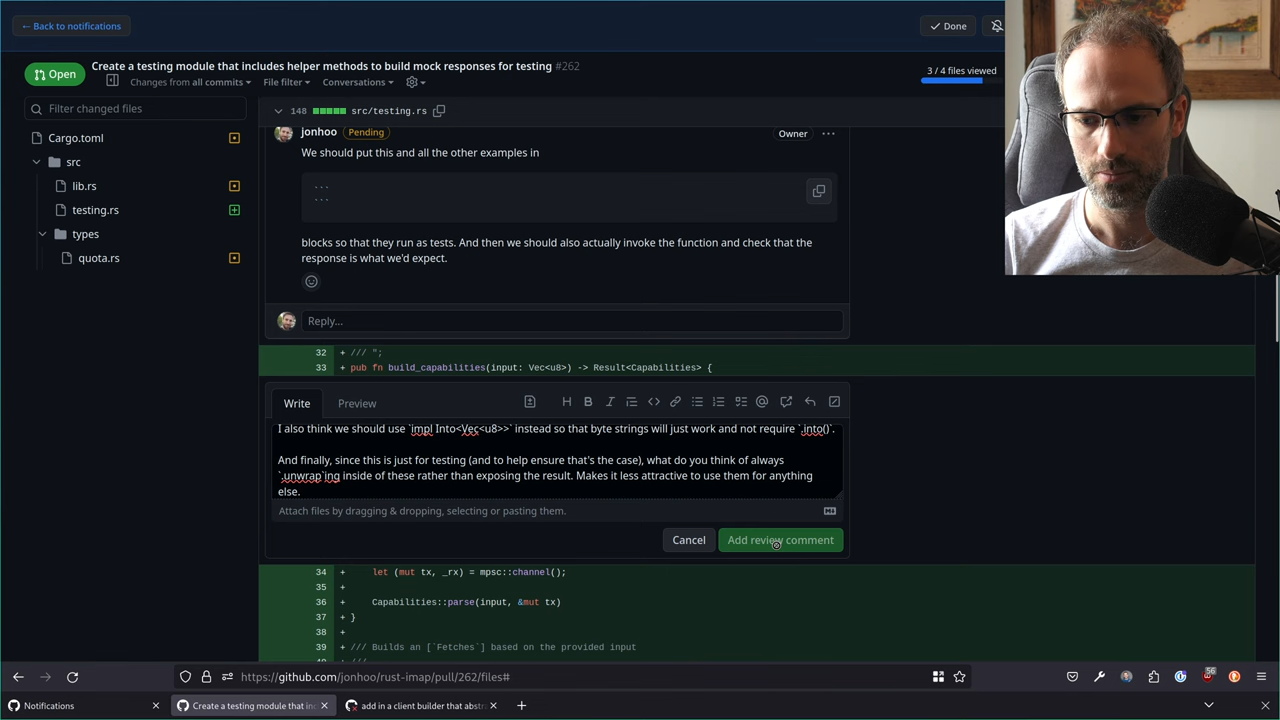 ← Back to notifications
Done
Open
Create a testing module that includes helper methods to build mock responses for testing #262
Changes from all commits
File filter
Conversations
3 / 4 files viewed
Filter changed files
148
src/testing.rs
Cargo.toml
src
lib.rs
testing.rs
types
quota.rs
jonhoo
Pending
Owner
We should put this and all the other examples in
```
```
blocks so that they run as tests. And then we should also actually invoke the function and check that the
response is what we'd expect.
Reply...
32 + /// ";
33 + pub fn build_capabilities(input: Vec<u8>) -> Result<Capabilities> {
Write
Preview
I also think we should use `impl Into<Vec<u8>>` instead so that byte strings will just work and not require `.into()`.
And finally, since this is just for testing (and to help ensure that's the case), what do you think of always
`.unwrap`ing inside of these rather than exposing the result. Makes it less attractive to use them for anything
else.
Attach files by dragging & dropping, selecting or pasting them.
Cancel
Add review comment
34 + let (mut tx, _rx) = mpsc::channel();
35 +
36 + Capabilities::parse(input, &mut tx)
37 + }
38 +
39 + /// Builds an [`Fetches`] based on the provided input
https://github.com/jonhoo/rust-imap/pull/262/files#
56
Notifications
Create a testing module that inc
add in a client builder that abstra